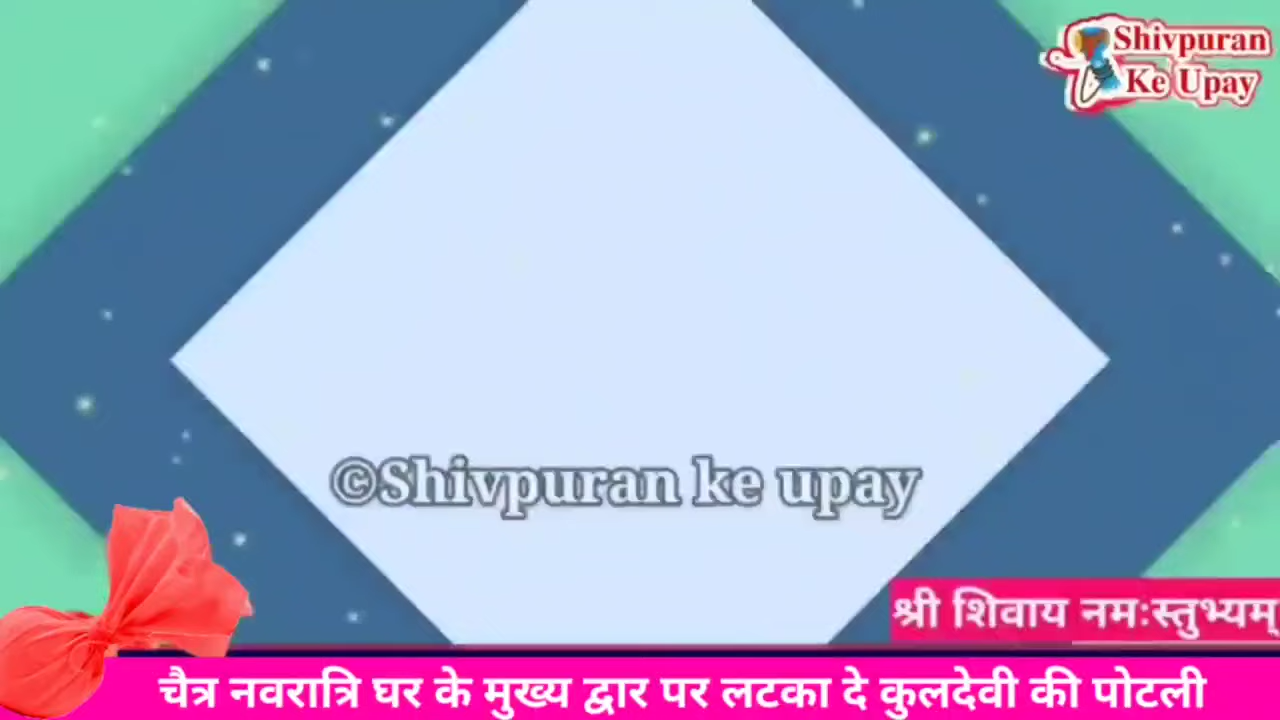 Shivpuran
Ke Upay
©Shivpuran ke upay
श्री शिवाय नमःस्तुभ्यम्
चैत्र नवरात्रि घर के मुख्य द्वार पर लटका दे कुलदेवी की पोटली